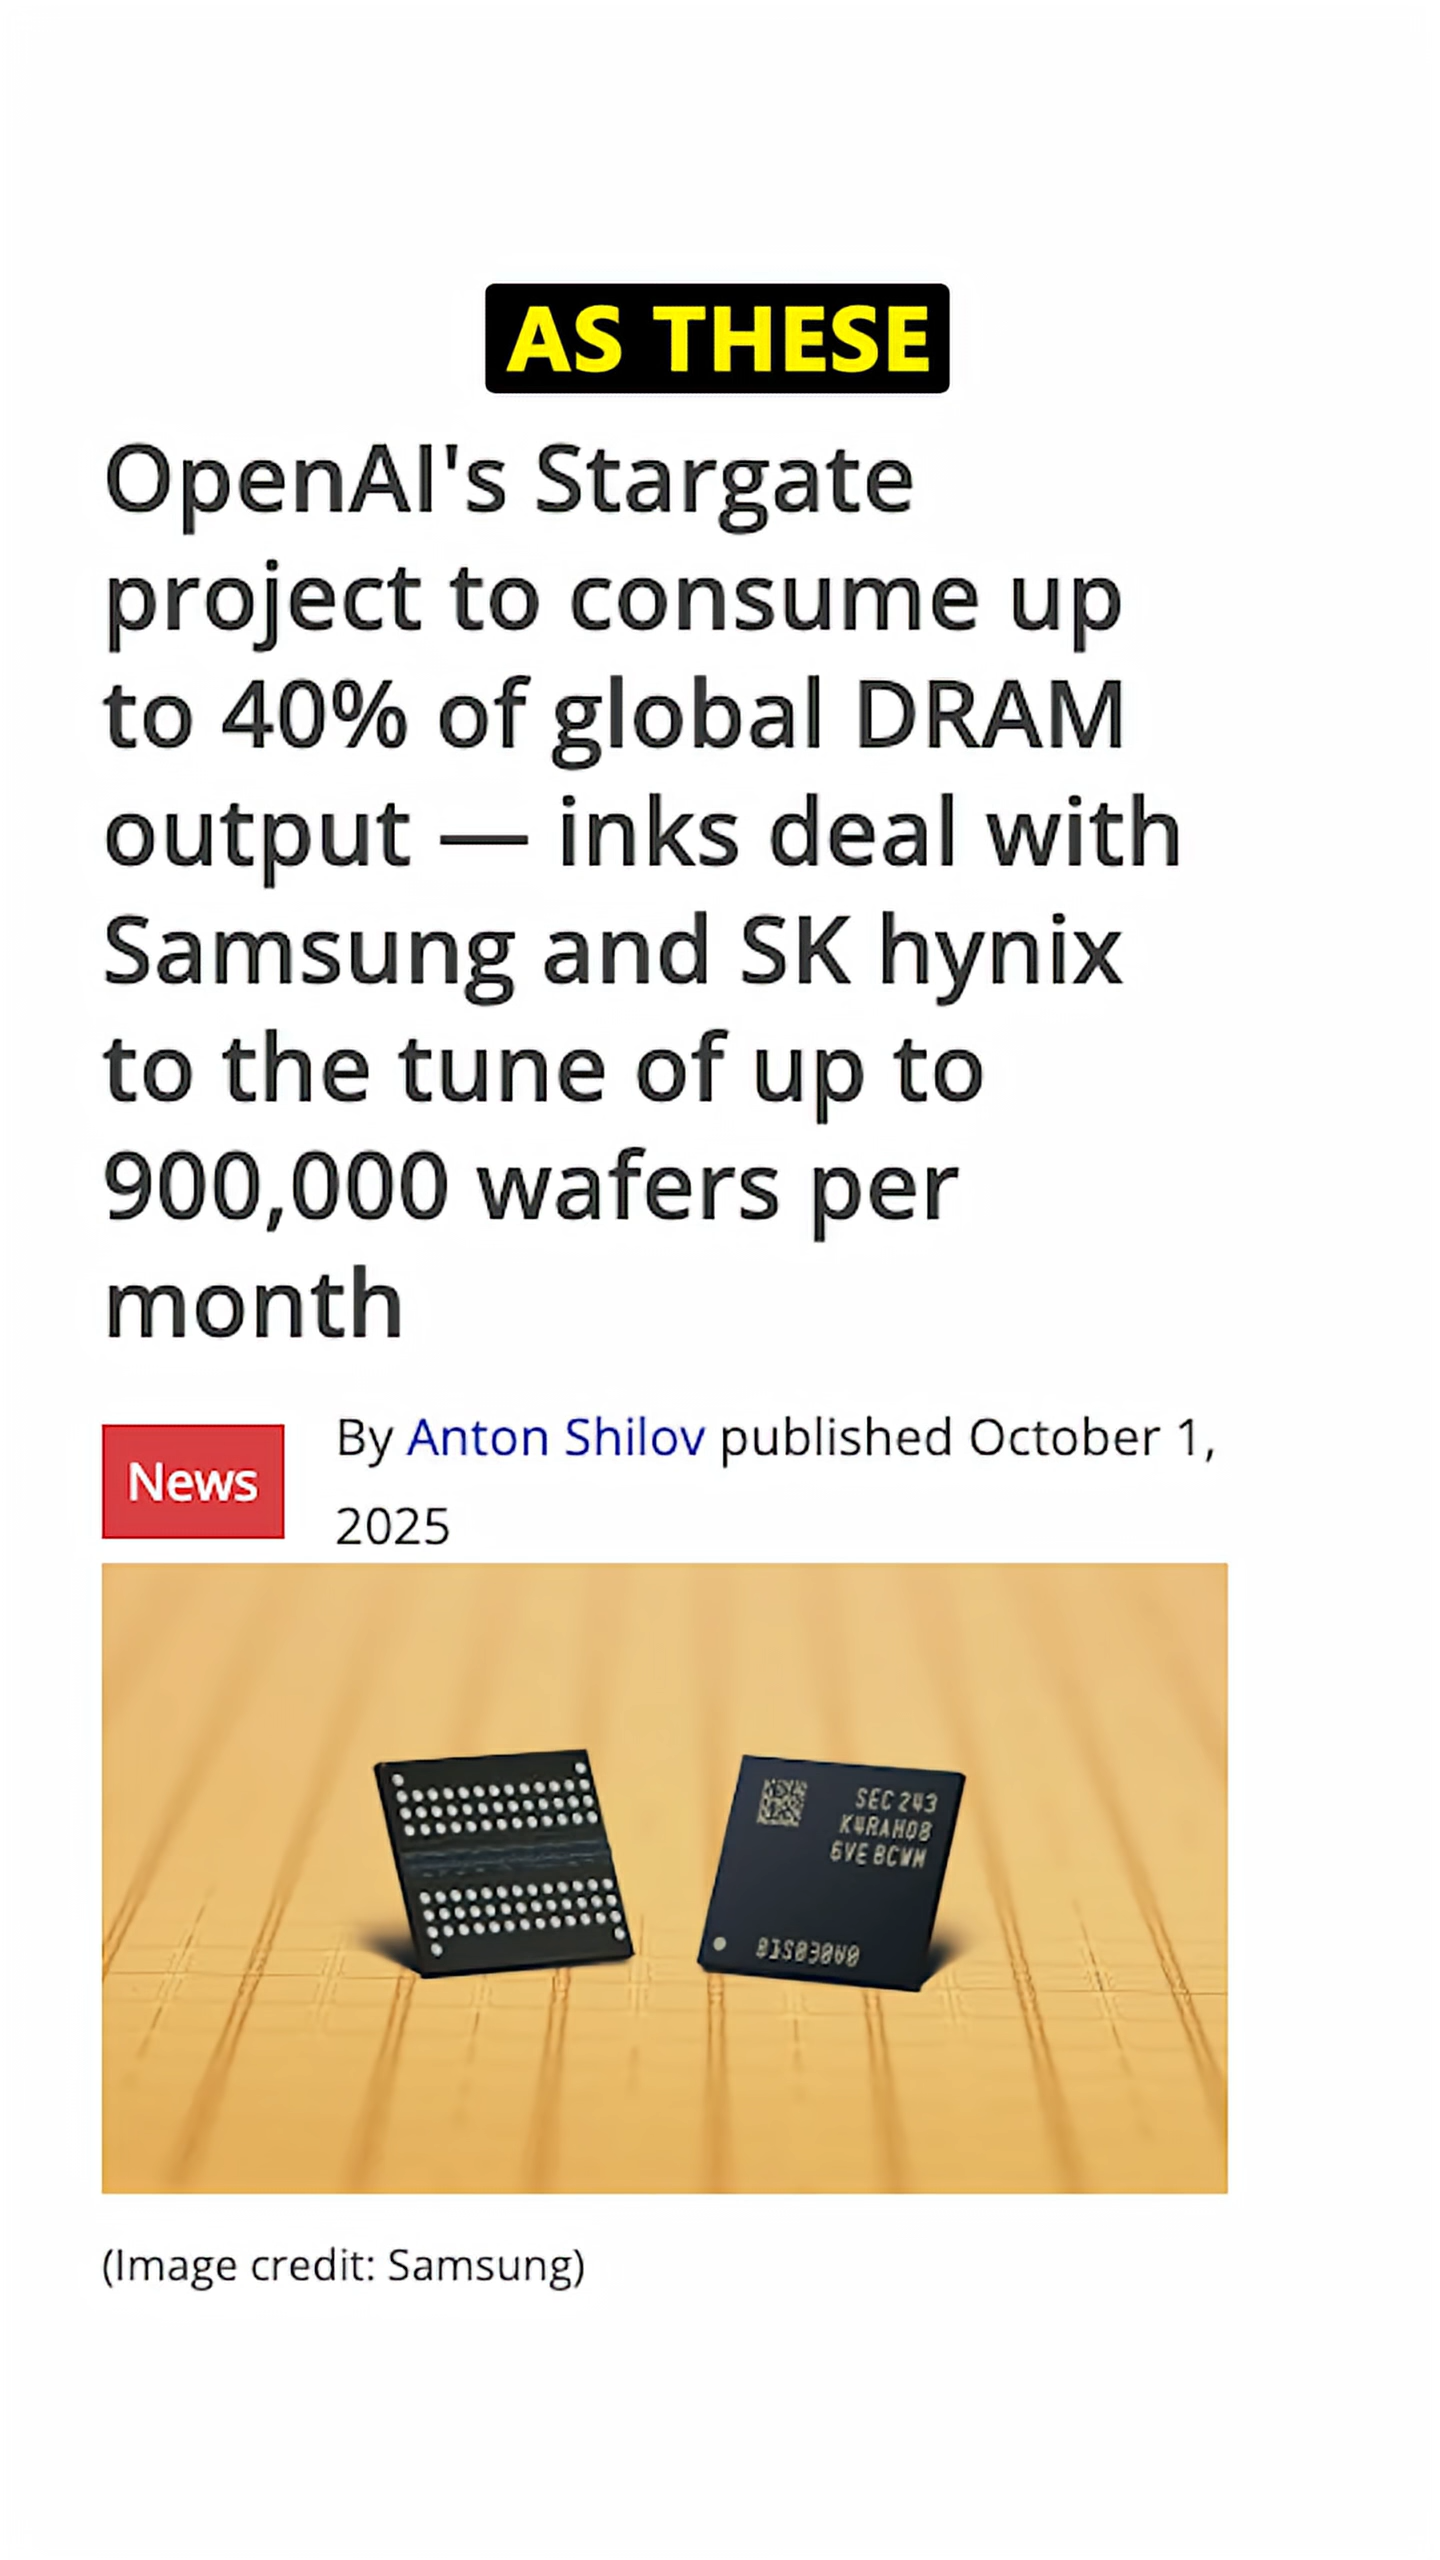 AS THESE
OpenAI's Stargate
project to consume up
to 40% of global DRAM
output — inks deal with
Samsung and SK hynix
to the tune of up to
900,000 wafers per
month
News
By Anton Shilov published October 1,
2025
SEC 243
K4RAH08
6VE BCWM
(Image credit: Samsung)